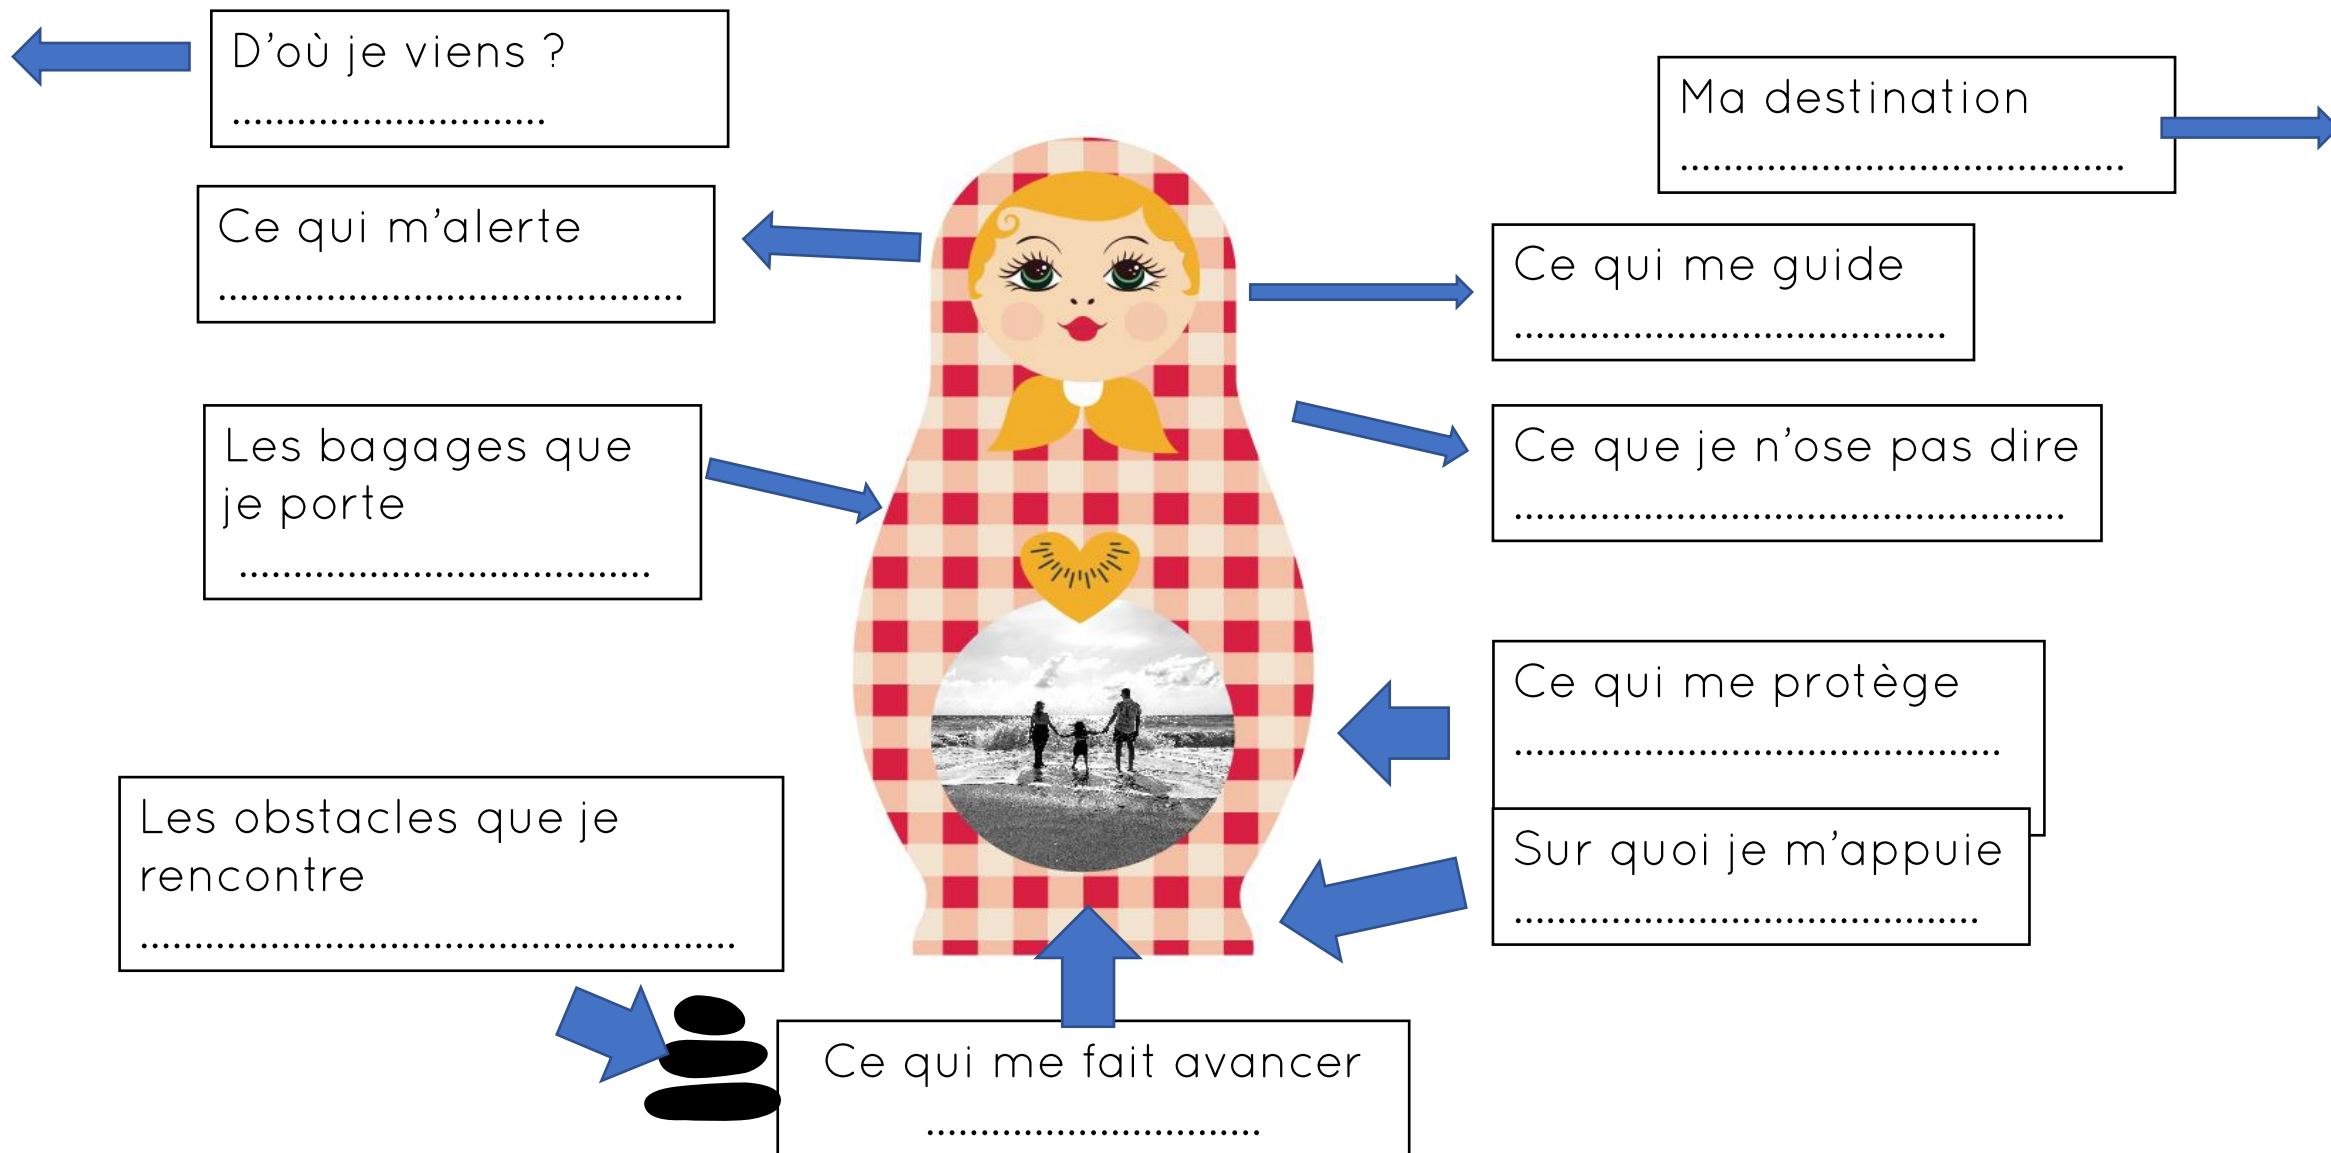 D'où je viens ?
............................
Ma destination
........................................
Ce qui m'alerte
..........................................
Ce qui me guide
.......................................
Les bagages que
je porte
.....................................
Ce que je n'ose pas dire
..................................................
Ce qui me protège
............................................
Les obstacles que je
rencontre
......................................................
Sur quoi je m'appuie
..........................................
Ce qui me fait avancer
..............................